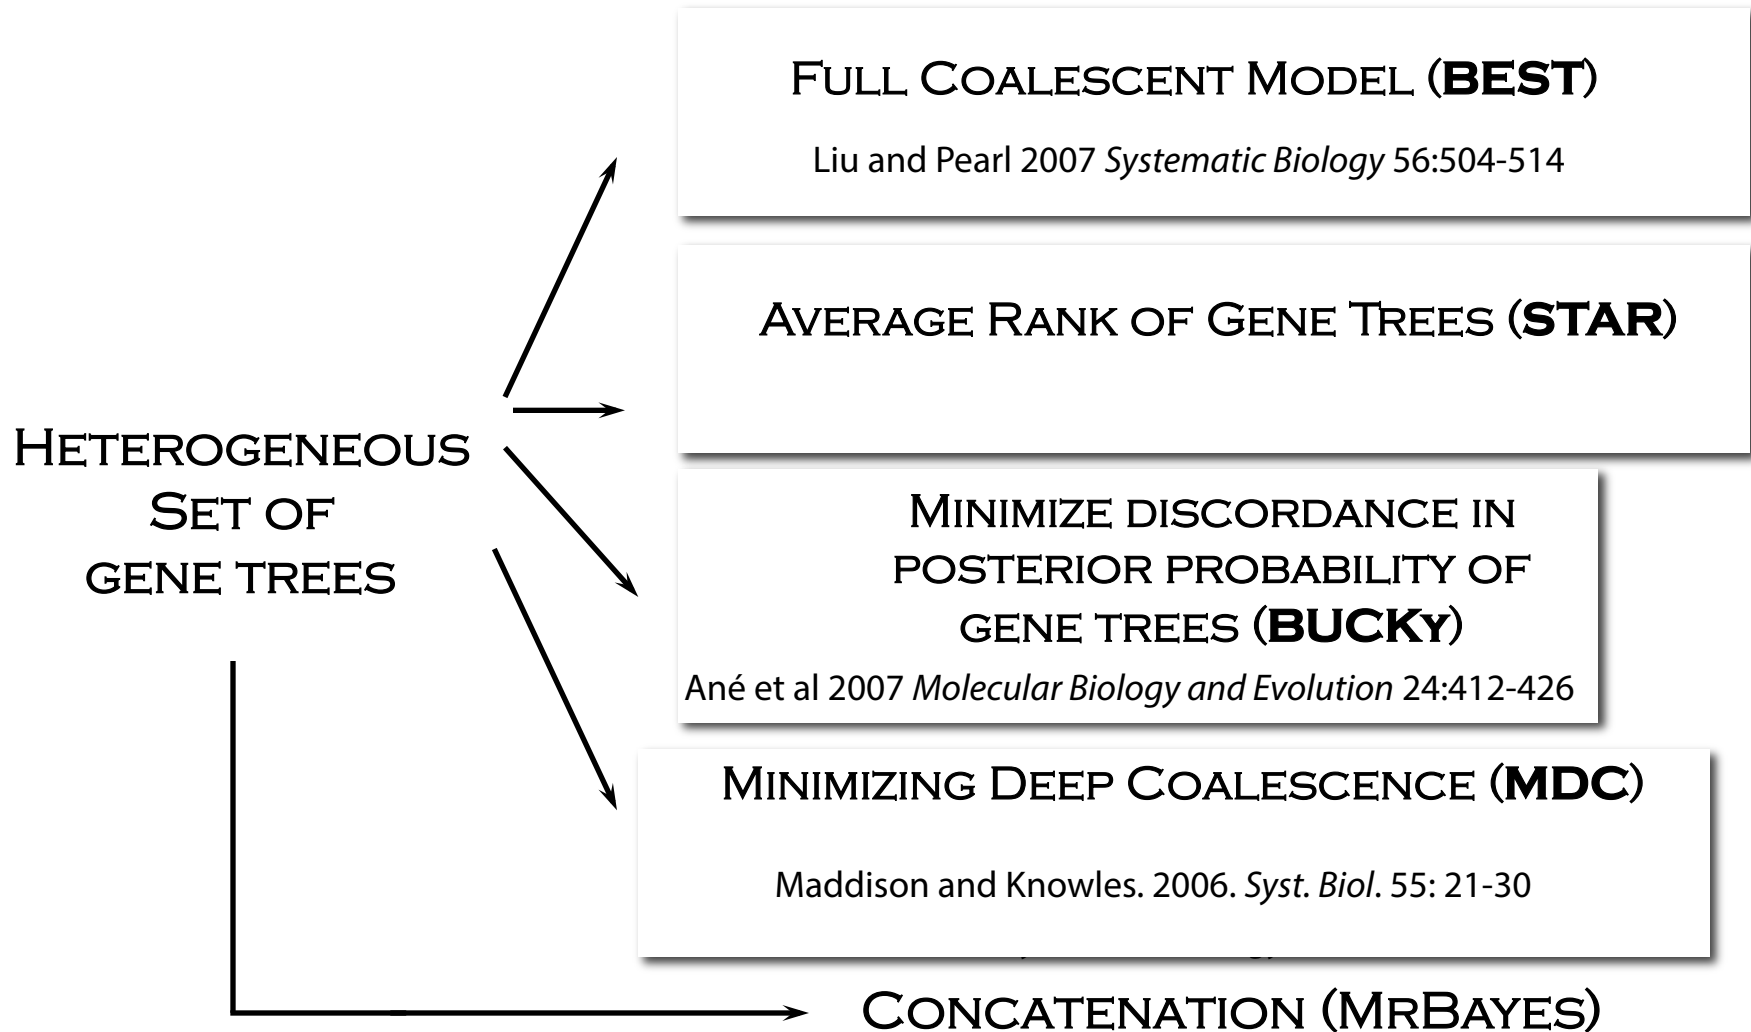 FULL COALESCENT MODEL (BEST)
Liu and Pearl 2007 Systematic Biology 56:504-514
AVERAGE RANK OF GENE TREES (STAR)
HETEROGENEOUS
SET OF
GENE TREES
MINIMIZE DISCORDANCE IN
POSTERIOR PROBABILITY OF
GENE TREES (BUCKy)
Ané et al 2007 Molecular Biology and Evolution 24:412-426
MINIMIZING DEEP COALESCENCE (MDC)
Maddison and Knowles. 2006. Syst. Biol. 55: 21-30
CONCATENATION (MRBAYES)